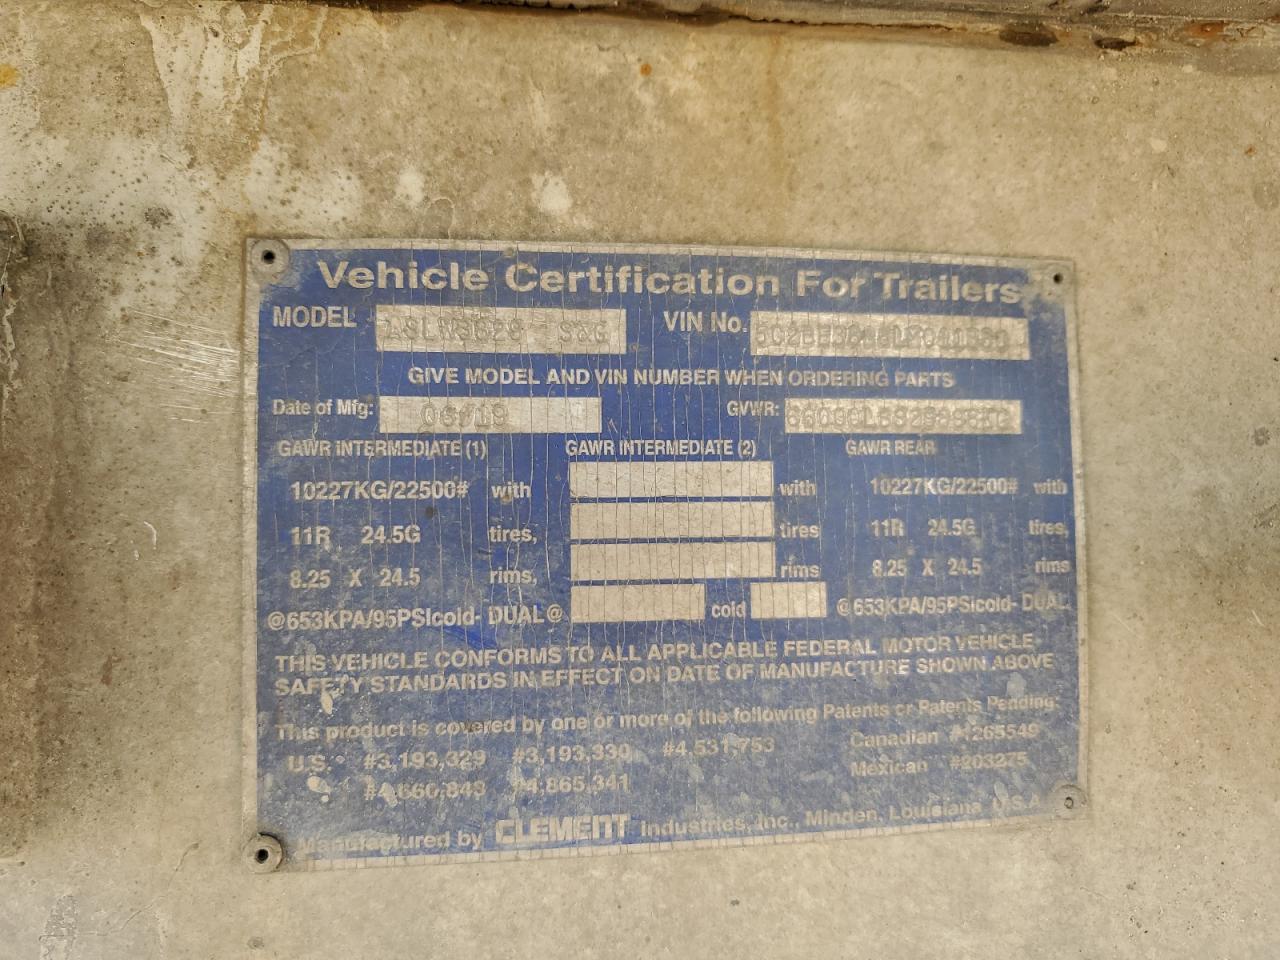 Vehicle Certification For Trailers
MODEL S&G VIN No.
GIVE MODEL AND VIN NUMBER WHEN ORDERING PARTS
Date of Mfg: GVWR:
GAWR INTERMEDIATE (1) GAWR INTERMEDIATE (2) GAWR REAR
10227KG/22500# with with 10227KG/22500# with
11R 24.5G tires, tires 11R 24.5G tires,
8.25 X 24.5 rims, rims 8.25 X 24.5 rims
@653KPA/95PSIcold- DUAL@ cold @653KPA/95PSIcold- DUAL
THIS VEHICLE CONFORMS TO ALL APPLICABLE FEDERAL MOTOR VEHICLE
SAFETY STANDARDS IN EFFECT ON DATE OF MANUFACTURE SHOWN ABOVE
This product is covered by one or more of the following Patents or Patents Pending:
U.S. #3,193,329 #3,193,330 #4,531,753 Canadian #1265549
#4,660,843 #4,865,341 Mexican #203275
Manufactured by CLEMENT Industries, Inc., Minden, Louisiana U.S.A